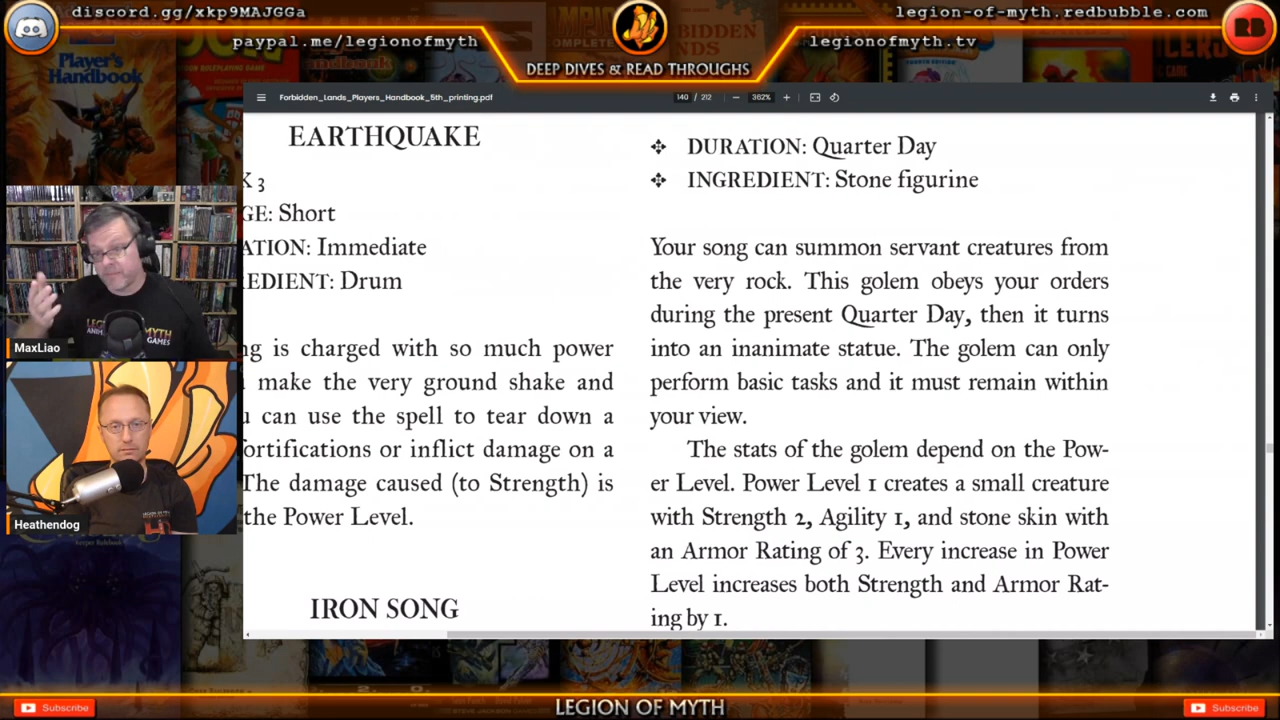 discord.gg/xkp9MAJGGa
paypal.me/legionofmyth
legion-of-myth.redbubble.com
legionofmyth.tv
DEEP DIVES & READ THROUGHS
Player's
Handbook
Forbidden_Lands_Players_Handbook_5th_printing.pdf
140 / 212
362%
EARTHQUAKE
K 3
GE: Short
ATION: Immediate
EDIENT: Drum
ng is charged with so much power
make the very ground shake and
u can use the spell to tear down a
fortifications or inflict damage on a
The damage caused (to Strength) is
the Power Level.
IRON SONG
DURATION: Quarter Day
INGREDIENT: Stone figurine
Your song can summon servant creatures from
the very rock. This golem obeys your orders
during the present Quarter Day, then it turns
into an inanimate statue. The golem can only
perform basic tasks and it must remain within
your view.
The stats of the golem depend on the Pow-
er Level. Power Level 1 creates a small creature
with Strength 2, Agility 1, and stone skin with
an Armor Rating of 3. Every increase in Power
Level increases both Strength and Armor Rat-
ing by 1.
MaxLiao
Heathendog
Subscribe
LEGION OF MYTH
Subscribe